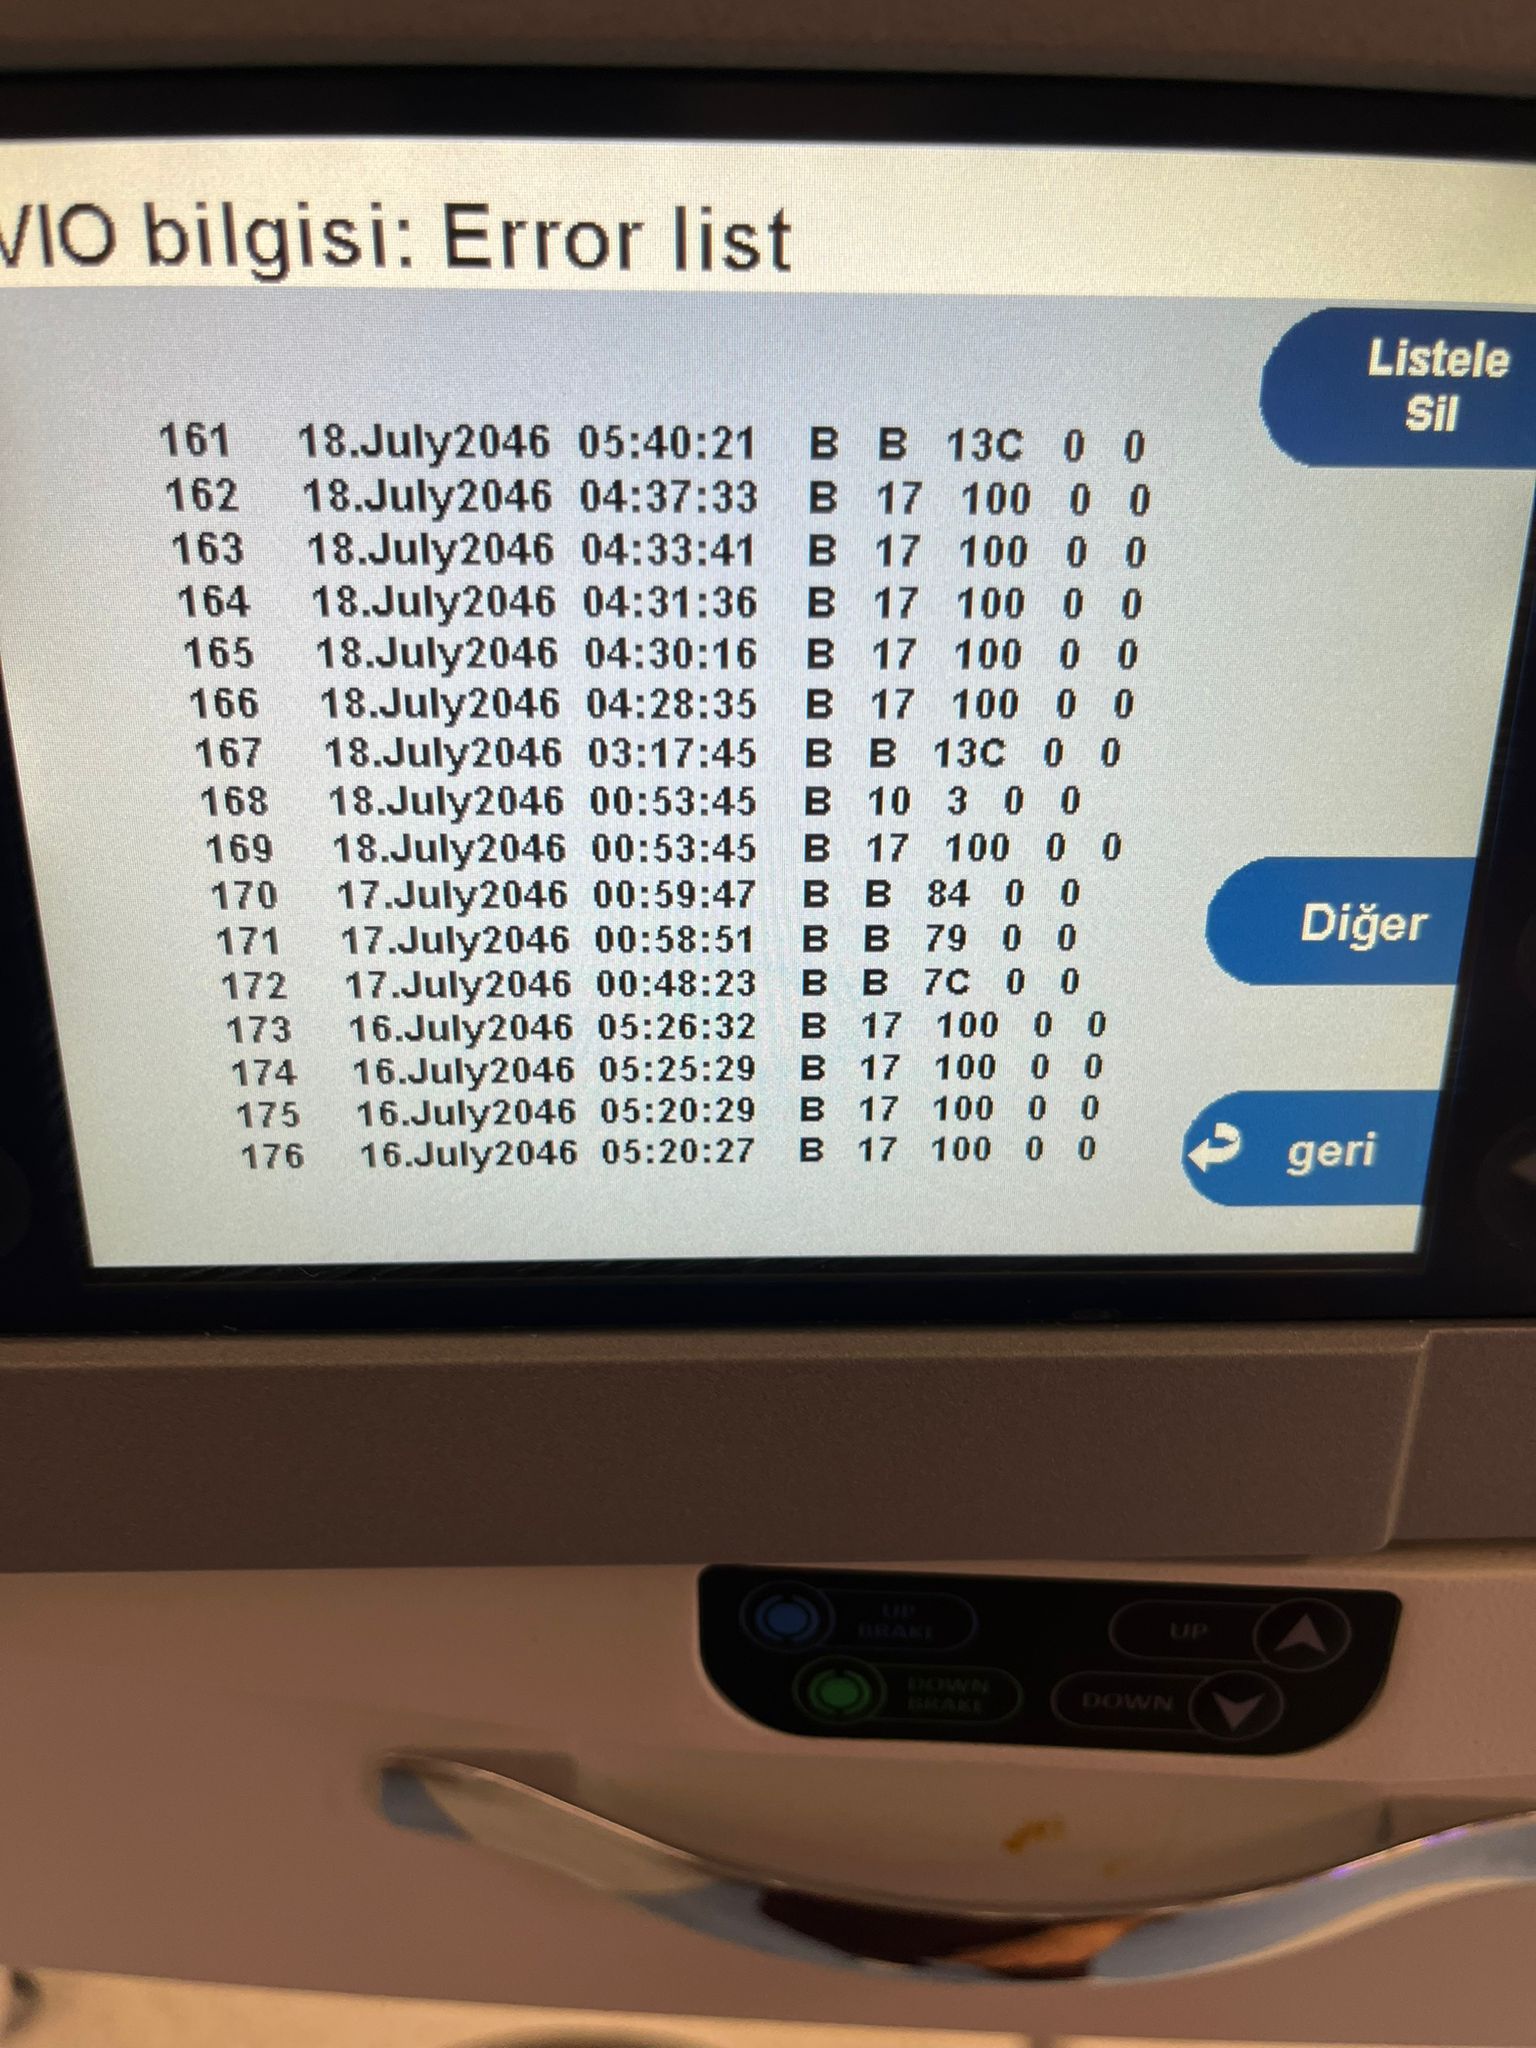 VIO bilgisi: Error list
Listele
Sil
161 18.July2046 05:40:21 B B 13C 0 0
162 18.July2046 04:37:33 B 17 100 0 0
163 18.July2046 04:33:41 B 17 100 0 0
164 18.July2046 04:31:36 B 17 100 0 0
165 18.July2046 04:30:16 B 17 100 0 0
166 18.July2046 04:28:35 B 17 100 0 0
167 18.July2046 03:17:45 B B 13C 0 0
168 18.July2046 00:53:45 B 10 3 0 0
169 18.July2046 00:53:45 B 17 100 0 0
170 17.July2046 00:59:47 B B 84 0 0
171 17.July2046 00:58:51 B B 79 0 0
172 17.July2046 00:48:23 B B 7C 0 0
173 16.July2046 05:26:32 B 17 100 0 0
174 16.July2046 05:25:29 B 17 100 0 0
175 16.July2046 05:20:29 B 17 100 0 0
176 16.July2046 05:20:27 B 17 100 0 0
Diğer
geri
UP
BRAKE
UP
DOWN
BRAKE
DOWN